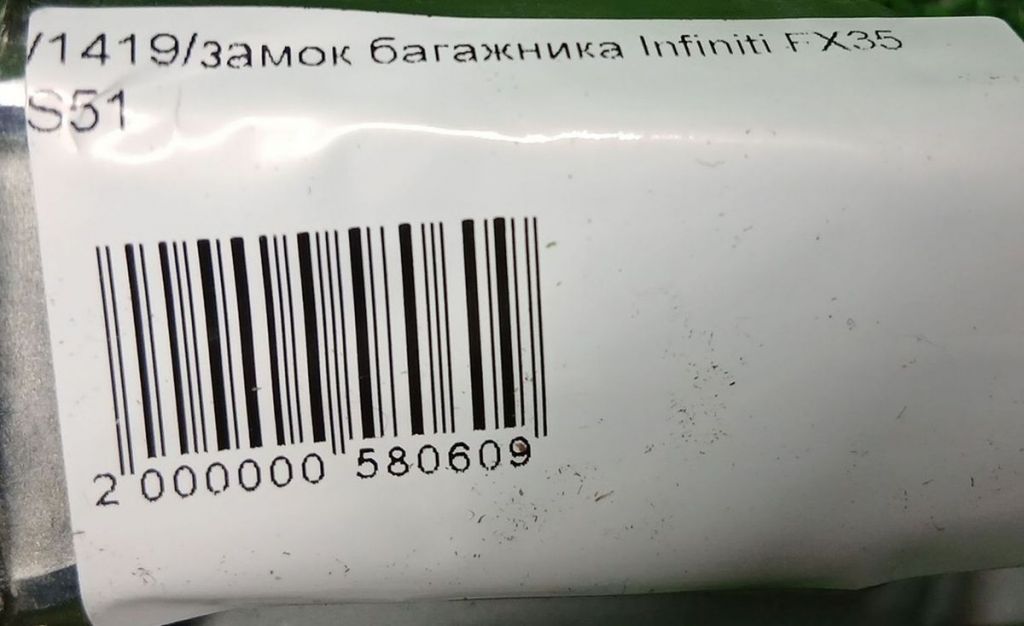 /1419/замок багажника Infiniti FX35
S51
2 000000 580609